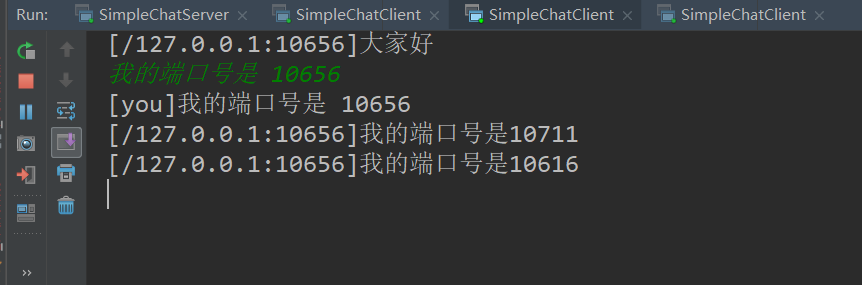 Run: SimpleChatServer × SimpleChatClient × SimpleChatClient × SimpleChatClient ×
[/127.0.0.1:10656]大家好
我的端口号是 10656
[you]我的端口号是 10656
[/127.0.0.1:10656]我的端口号是10711
[/127.0.0.1:10656]我的端口号是10616